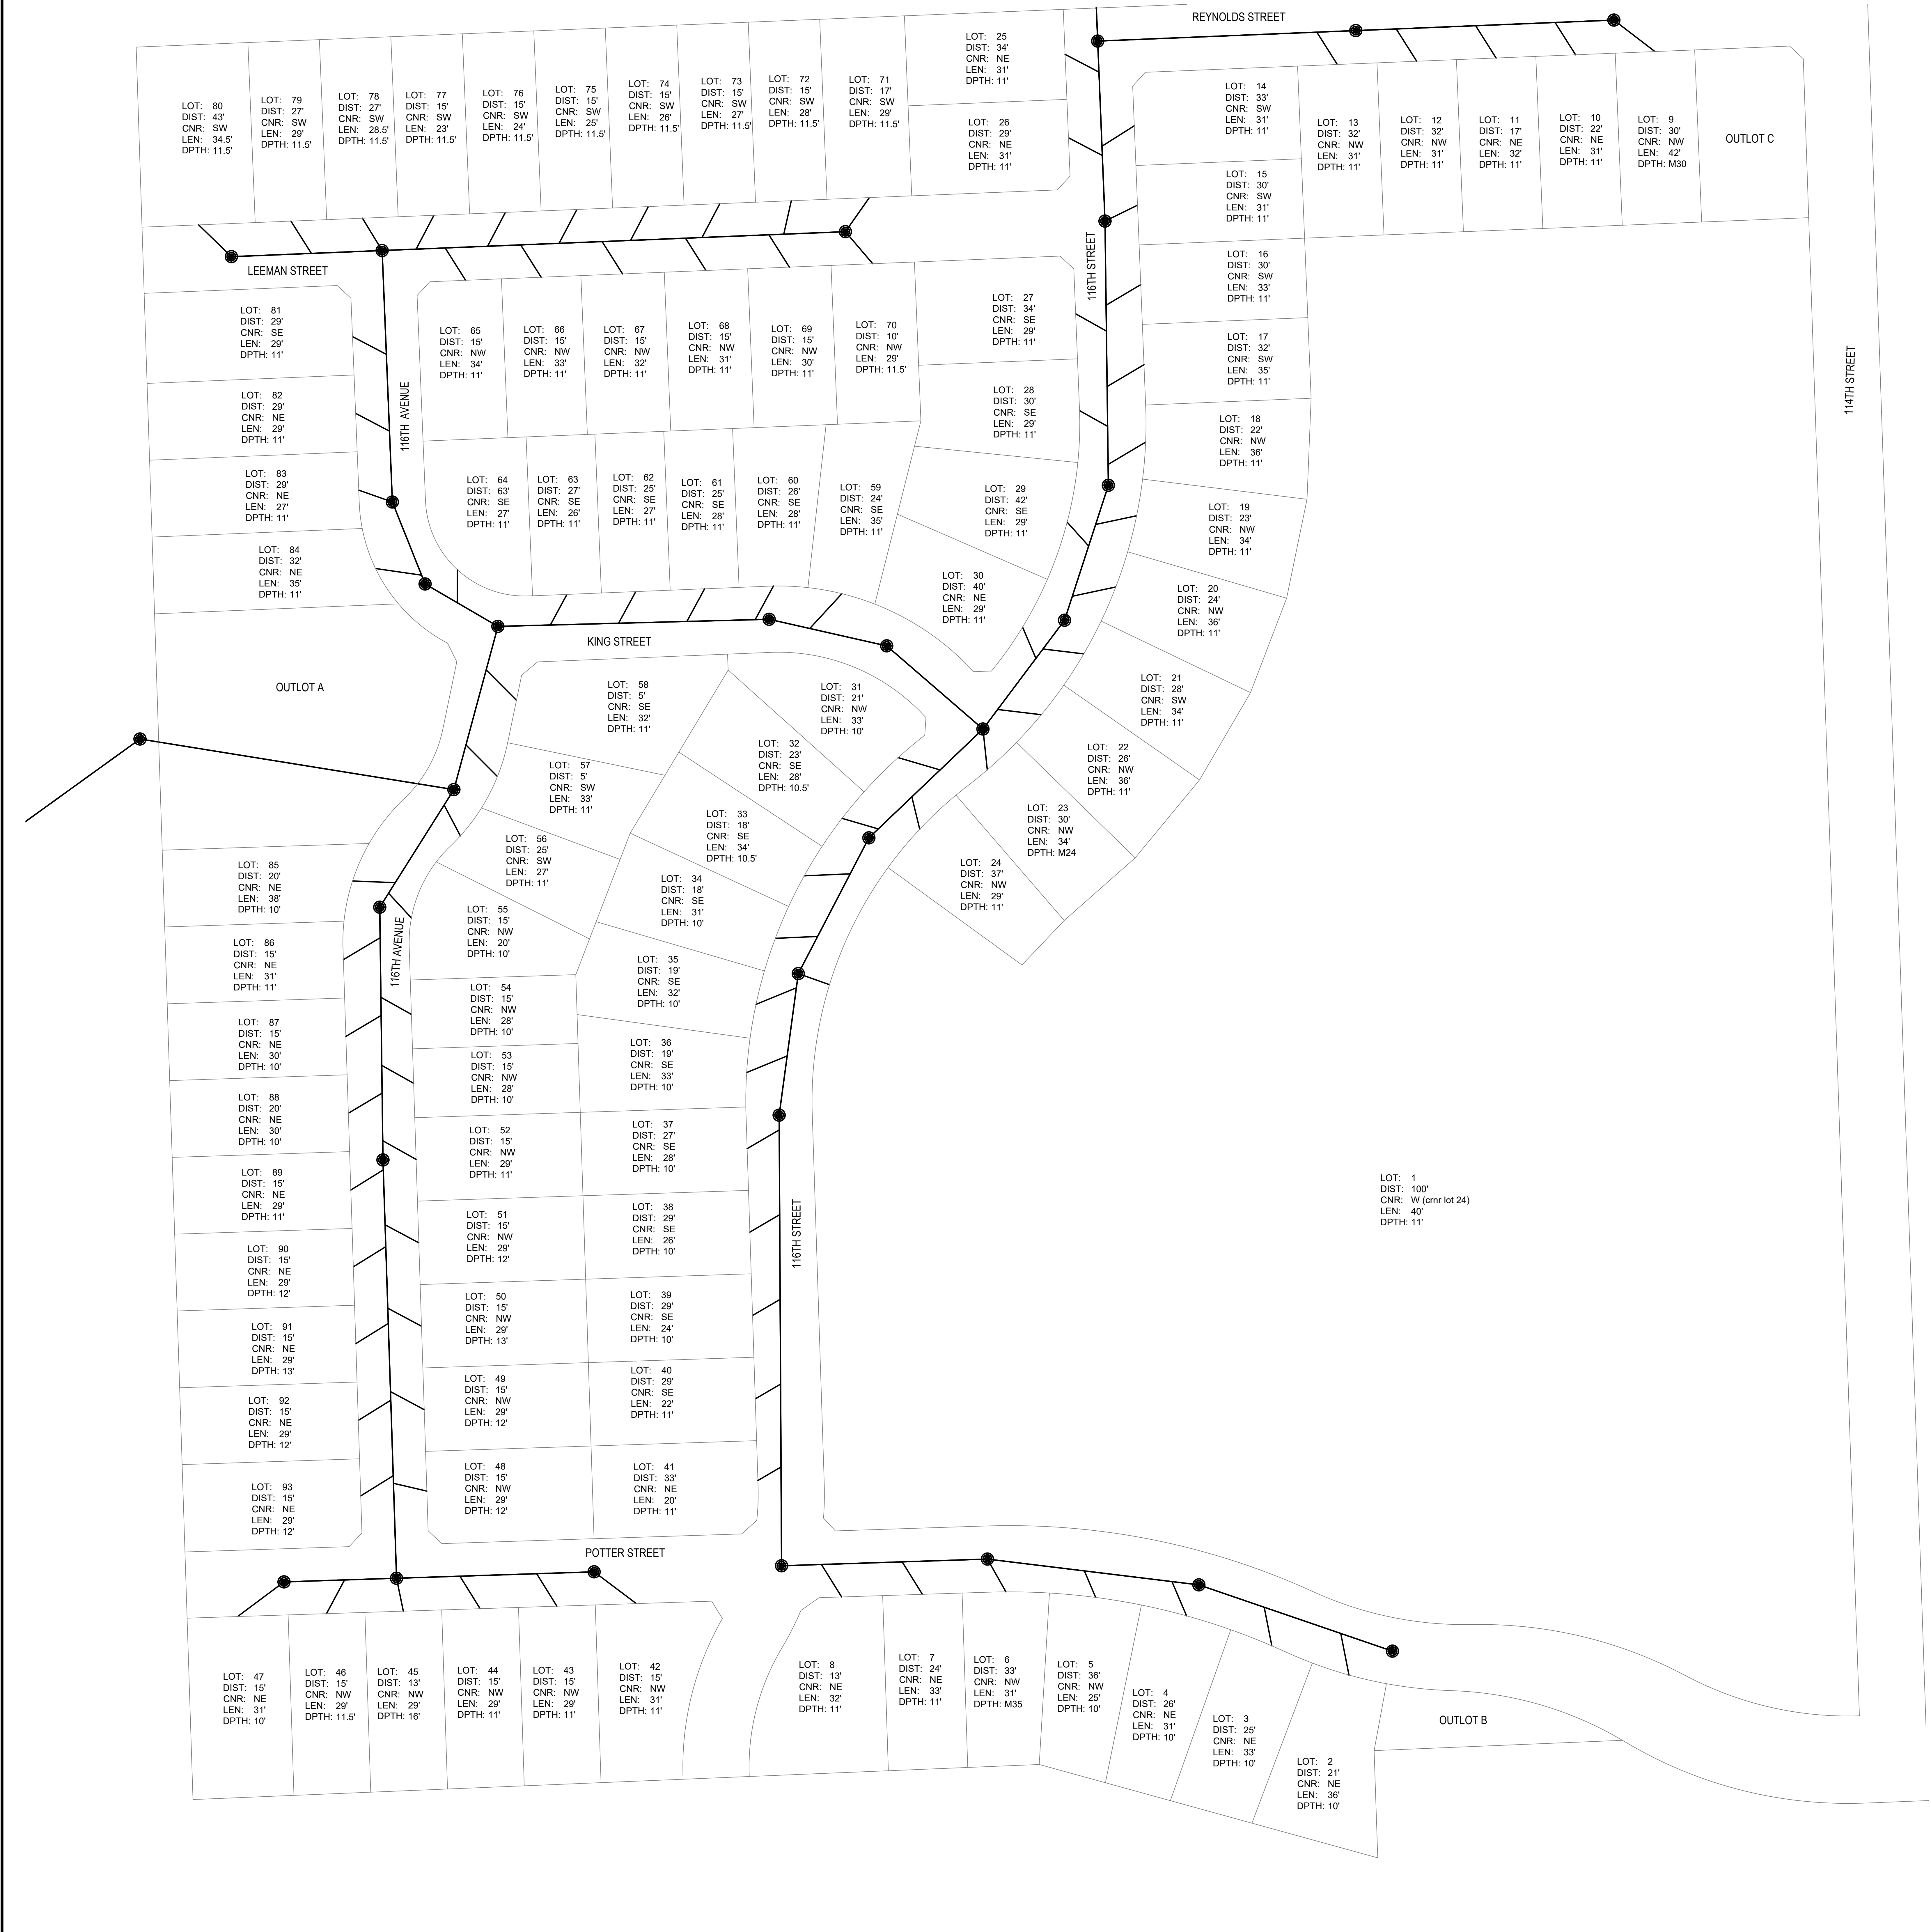 REYNOLDS STREET
LOT: 80
DIST: 43'
CNR: SW
LEN: 34.5'
DPTH: 11.5'
LOT: 79
DIST: 27'
CNR: SW
LEN: 29'
DPTH: 11.5'
LOT: 78
DIST: 27'
CNR: SW
LEN: 28.5'
DPTH: 11.5'
LOT: 77
DIST: 15'
CNR: SW
LEN: 23'
DPTH: 11.5'
LOT: 76
DIST: 15'
CNR: SW
LEN: 24'
DPTH: 11.5'
LOT: 75
DIST: 15'
CNR: SW
LEN: 25'
DPTH: 11.5'
LOT: 74
DIST: 15'
CNR: SW
LEN: 26'
DPTH: 11.5'
LOT: 73
DIST: 15'
CNR: SW
LEN: 27'
DPTH: 11.5'
LOT: 72
DIST: 15'
CNR: SW
LEN: 28'
DPTH: 11.5'
LOT: 71
DIST: 17'
CNR: SW
LEN: 29'
DPTH: 11.5'
LOT: 25
DIST: 34'
CNR: NE
LEN: 31'
DPTH: 11'
LOT: 26
DIST: 29'
CNR: NE
LEN: 31'
DPTH: 11'
LOT: 14
DIST: 33'
CNR: SW
LEN: 31'
DPTH: 11'
LOT: 13
DIST: 32'
CNR: NW
LEN: 31'
DPTH: 11'
LOT: 12
DIST: 32'
CNR: NW
LEN: 31'
DPTH: 11'
LOT: 11
DIST: 17'
CNR: NE
LEN: 32'
DPTH: 11'
LOT: 10
DIST: 22'
CNR: NE
LEN: 31'
DPTH: 11'
LOT: 9
DIST: 30'
CNR: NW
LEN: 42'
DPTH: M30
OUTLOT C
LOT: 15
DIST: 30'
CNR: SW
LEN: 31'
DPTH: 11'
LEEMAN STREET
116TH STREET
LOT: 16
DIST: 30'
CNR: SW
LEN: 33'
DPTH: 11'
LOT: 81
DIST: 29'
CNR: SE
LEN: 29'
DPTH: 11'
LOT: 65
DIST: 15'
CNR: NW
LEN: 34'
DPTH: 11'
LOT: 66
DIST: 15'
CNR: NW
LEN: 33'
DPTH: 11'
LOT: 67
DIST: 15'
CNR: NW
LEN: 32'
DPTH: 11'
LOT: 68
DIST: 15'
CNR: NW
LEN: 31'
DPTH: 11'
LOT: 69
DIST: 15'
CNR: NW
LEN: 30'
DPTH: 11'
LOT: 70
DIST: 10'
CNR: NW
LEN: 29'
DPTH: 11.5'
LOT: 27
DIST: 34'
CNR: SE
LEN: 29'
DPTH: 11'
LOT: 17
DIST: 32'
CNR: SW
LEN: 35'
DPTH: 11'
114TH STREET
LOT: 82
DIST: 29'
CNR: NE
LEN: 29'
DPTH: 11'
116TH AVENUE
LOT: 28
DIST: 30'
CNR: SE
LEN: 29'
DPTH: 11'
LOT: 18
DIST: 22'
CNR: NW
LEN: 36'
DPTH: 11'
LOT: 83
DIST: 29'
CNR: NE
LEN: 27'
DPTH: 11'
LOT: 64
DIST: 63'
CNR: SE
LEN: 27'
DPTH: 11'
LOT: 63
DIST: 27'
CNR: SE
LEN: 26'
DPTH: 11'
LOT: 62
DIST: 25'
CNR: SE
LEN: 27'
DPTH: 11'
LOT: 61
DIST: 25'
CNR: SE
LEN: 28'
DPTH: 11'
LOT: 60
DIST: 26'
CNR: SE
LEN: 28'
DPTH: 11'
LOT: 59
DIST: 24'
CNR: SE
LEN: 35'
DPTH: 11'
LOT: 29
DIST: 42'
CNR: SE
LEN: 29'
DPTH: 11'
LOT: 19
DIST: 23'
CNR: NW
LEN: 34'
DPTH: 11'
LOT: 84
DIST: 32'
CNR: NE
LEN: 35'
DPTH: 11'
LOT: 30
DIST: 40'
CNR: NE
LEN: 29'
DPTH: 11'
LOT: 20
DIST: 24'
CNR: NW
LEN: 36'
DPTH: 11'
KING STREET
OUTLOT A
LOT: 58
DIST: 5'
CNR: SE
LEN: 32'
DPTH: 11'
LOT: 31
DIST: 21'
CNR: NW
LEN: 33'
DPTH: 10'
LOT: 21
DIST: 28'
CNR: SW
LEN: 34'
DPTH: 11'
LOT: 57
DIST: 5'
CNR: SW
LEN: 33'
DPTH: 11'
LOT: 32
DIST: 23'
CNR: SE
LEN: 28'
DPTH: 10.5'
LOT: 22
DIST: 26'
CNR: NW
LEN: 36'
DPTH: 11'
LOT: 56
DIST: 25'
CNR: SW
LEN: 27'
DPTH: 11'
LOT: 33
DIST: 18'
CNR: SE
LEN: 34'
DPTH: 10.5'
LOT: 23
DIST: 30'
CNR: NW
LEN: 34'
DPTH: M24
LOT: 85
DIST: 20'
CNR: NE
LEN: 38'
DPTH: 10'
LOT: 34
DIST: 18'
CNR: SE
LEN: 31'
DPTH: 10'
LOT: 24
DIST: 37'
CNR: NW
LEN: 29'
DPTH: 11'
LOT: 55
DIST: 15'
CNR: NW
LEN: 20'
DPTH: 10'
LOT: 86
DIST: 15'
CNR: NE
LEN: 31'
DPTH: 11'
116TH AVENUE
LOT: 35
DIST: 19'
CNR: SE
LEN: 32'
DPTH: 10'
LOT: 54
DIST: 15'
CNR: NW
LEN: 28'
DPTH: 10'
LOT: 87
DIST: 15'
CNR: NE
LEN: 30'
DPTH: 10'
LOT: 53
DIST: 15'
CNR: NW
LEN: 28'
DPTH: 10'
LOT: 36
DIST: 19'
CNR: SE
LEN: 33'
DPTH: 10'
LOT: 88
DIST: 20'
CNR: NE
LEN: 30'
DPTH: 10'
LOT: 52
DIST: 15'
CNR: NW
LEN: 29'
DPTH: 11'
LOT: 37
DIST: 27'
CNR: SE
LEN: 28'
DPTH: 10'
LOT: 89
DIST: 15'
CNR: NE
LEN: 29'
DPTH: 11'
LOT: 1
DIST: 100'
CNR: W (crnr lot 24)
LEN: 40'
DPTH: 11'
LOT: 51
DIST: 15'
CNR: NW
LEN: 29'
DPTH: 12'
LOT: 38
DIST: 29'
CNR: SE
LEN: 26'
DPTH: 10'
116TH STREET
LOT: 90
DIST: 15'
CNR: NE
LEN: 29'
DPTH: 12'
LOT: 50
DIST: 15'
CNR: NW
LEN: 29'
DPTH: 13'
LOT: 39
DIST: 29'
CNR: SE
LEN: 24'
DPTH: 10'
LOT: 91
DIST: 15'
CNR: NE
LEN: 29'
DPTH: 13'
LOT: 49
DIST: 15'
CNR: NW
LEN: 29'
DPTH: 12'
LOT: 40
DIST: 29'
CNR: SE
LEN: 22'
DPTH: 11'
LOT: 92
DIST: 15'
CNR: NE
LEN: 29'
DPTH: 12'
LOT: 48
DIST: 15'
CNR: NW
LEN: 29'
DPTH: 12'
LOT: 41
DIST: 33'
CNR: NE
LEN: 20'
DPTH: 11'
LOT: 93
DIST: 15'
CNR: NE
LEN: 29'
DPTH: 12'
POTTER STREET
LOT: 47
DIST: 15'
CNR: NE
LEN: 31'
DPTH: 10'
LOT: 46
DIST: 15'
CNR: NW
LEN: 29'
DPTH: 11.5'
LOT: 45
DIST: 13'
CNR: NW
LEN: 29'
DPTH: 16'
LOT: 44
DIST: 15'
CNR: NW
LEN: 29'
DPTH: 11'
LOT: 43
DIST: 15'
CNR: NW
LEN: 29'
DPTH: 11'
LOT: 42
DIST: 15'
CNR: NW
LEN: 31'
DPTH: 11'
LOT: 8
DIST: 13'
CNR: NE
LEN: 32'
DPTH: 11'
LOT: 7
DIST: 24'
CNR: NE
LEN: 33'
DPTH: 11'
LOT: 6
DIST: 33'
CNR: NW
LEN: 31'
DPTH: M35
LOT: 5
DIST: 36'
CNR: NW
LEN: 25'
DPTH: 10'
LOT: 4
DIST: 26'
CNR: NE
LEN: 31'
DPTH: 10'
LOT: 3
DIST: 25'
CNR: NE
LEN: 33'
DPTH: 10'
LOT: 2
DIST: 21'
CNR: NE
LEN: 36'
DPTH: 10'
OUTLOT B